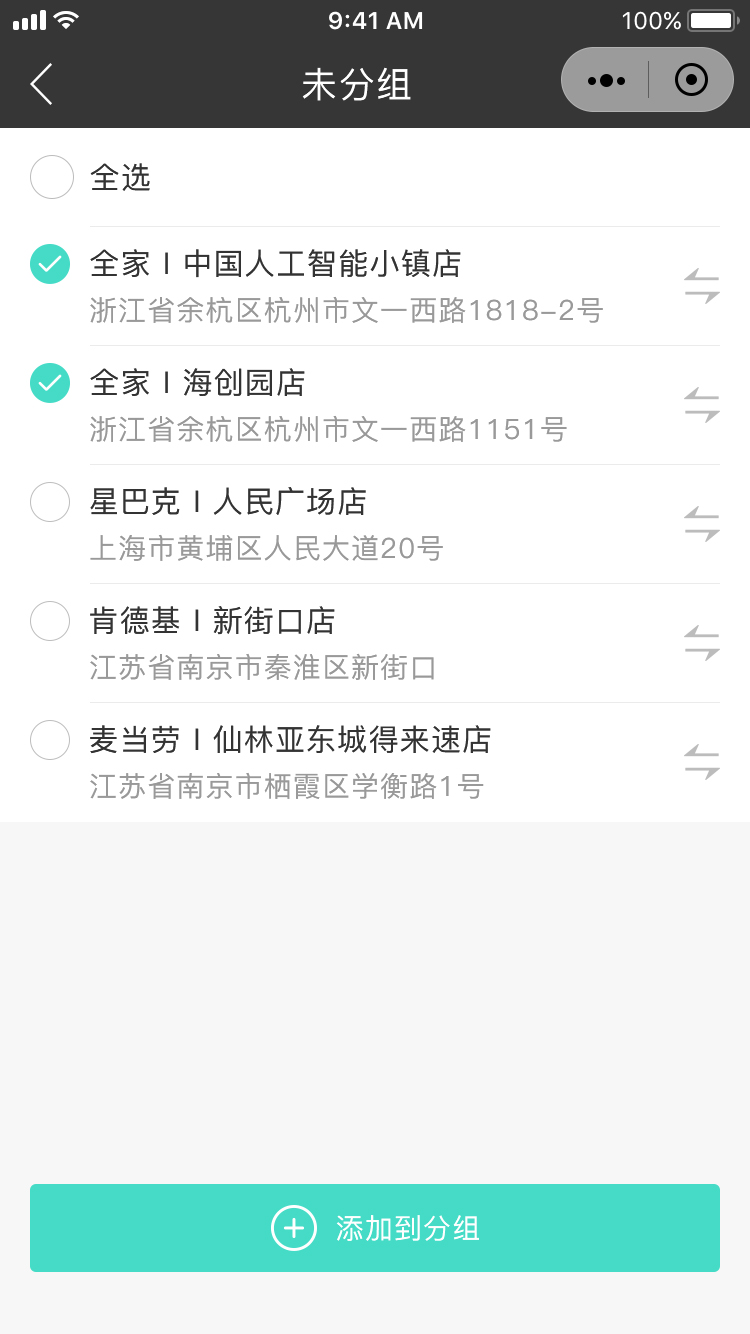 9:41 AM
100%
未分组
全选
全家 I 中国人工智能小镇店
浙江省余杭区杭州市文一西路1818-2号
全家 I 海创园店
浙江省余杭区杭州市文一西路1151号
星巴克 I 人民广场店
上海市黄埔区人民大道20号
肯德基 I 新街口店
江苏省南京市秦淮区新街口
麦当劳 I 仙林亚东城得来速店
江苏省南京市栖霞区学衡路1号
添加到分组